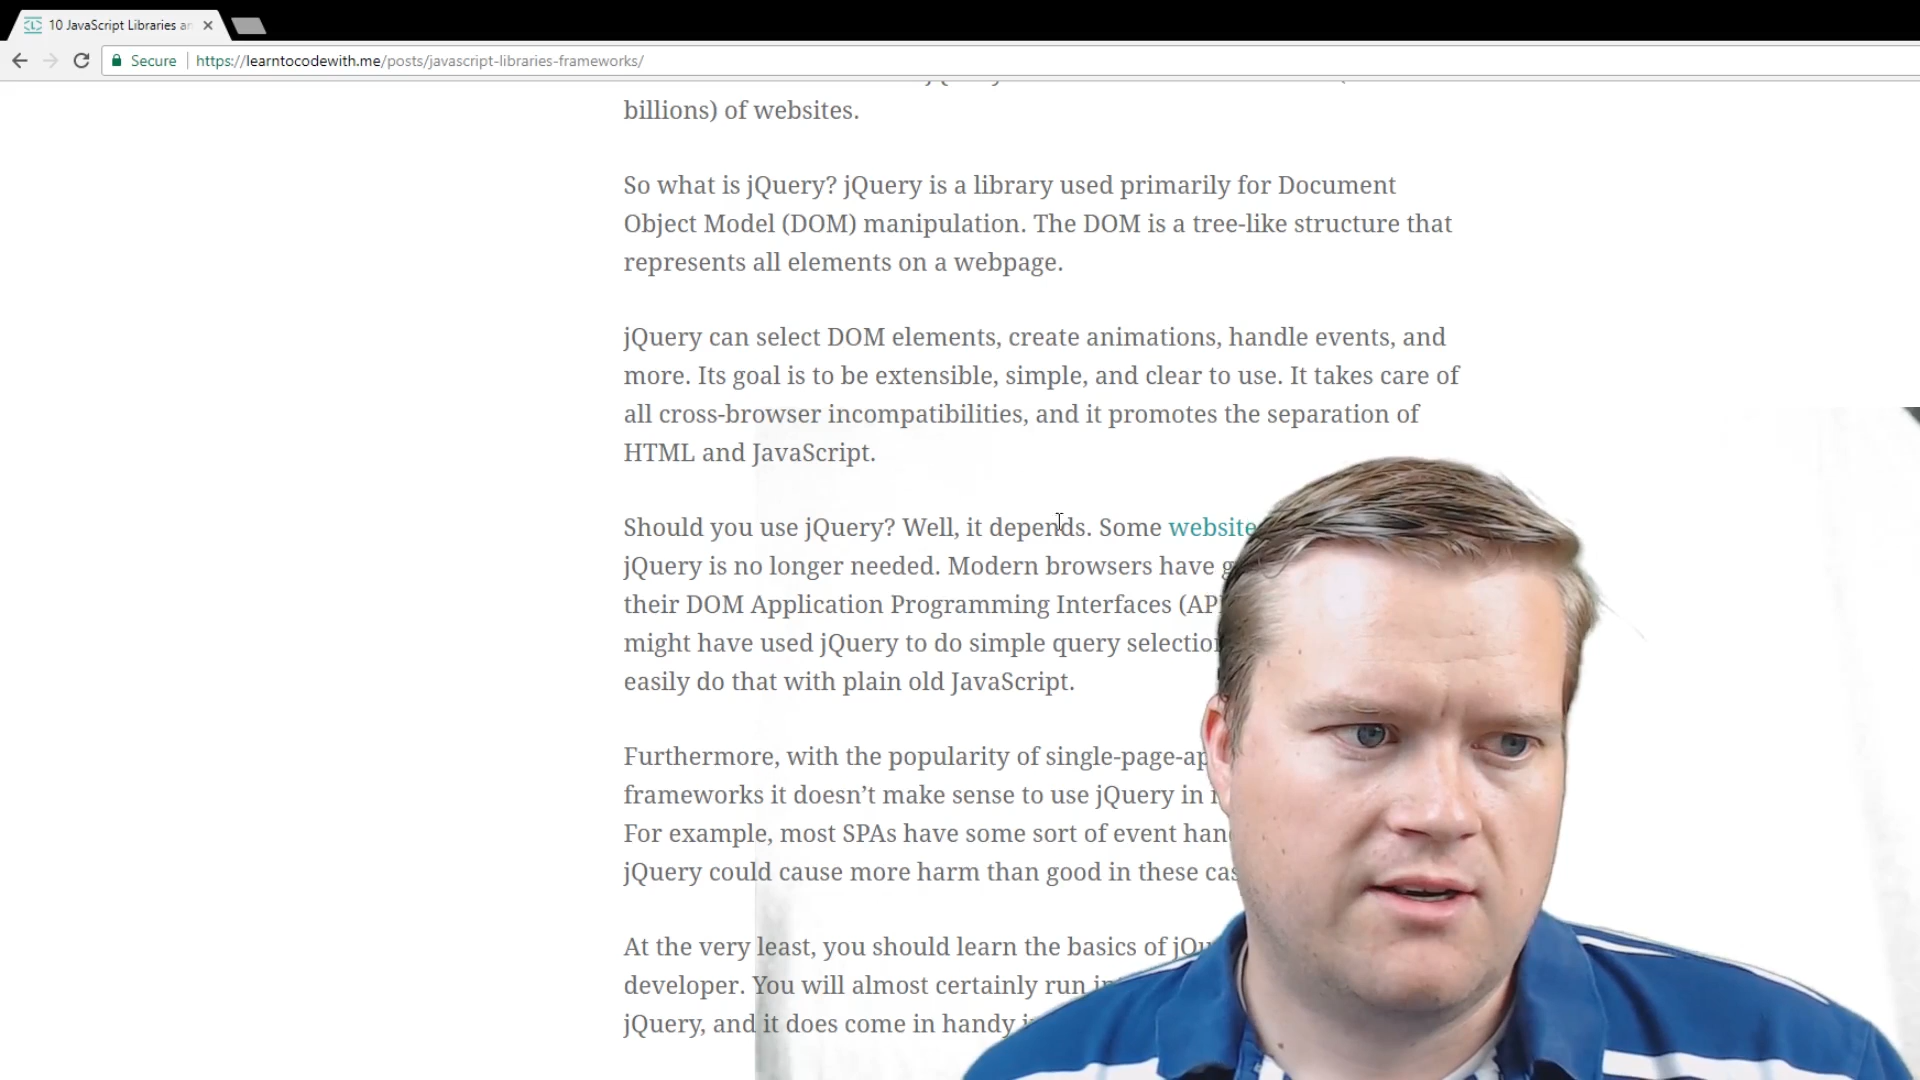 10 JavaScript Libraries an
Secure
https://learntocodewith.me/posts/javascript-libraries-frameworks/
billions) of websites.
So what is jQuery? jQuery is a library used primarily for Document
Object Model (DOM) manipulation. The DOM is a tree-like structure that
represents all elements on a webpage.
jQuery can select DOM elements, create animations, handle events, and
more. Its goal is to be extensible, simple, and clear to use. It takes care of
all cross-browser incompatibilities, and it promotes the separation of
HTML and JavaScript.
Should you use jQuery? Well, it depends. Some website
jQuery is no longer needed. Modern browsers have
their DOM Application Programming Interfaces (AP
might have used jQuery to do simple query selection
easily do that with plain old JavaScript.
Furthermore, with the popularity of single-page-ap
frameworks it doesn’t make sense to use jQuery in
For example, most SPAs have some sort of event han
jQuery could cause more harm than good in these cas
At the very least, you should learn the basics of jQu
developer. You will almost certainly run in
jQuery, and it does come in handy